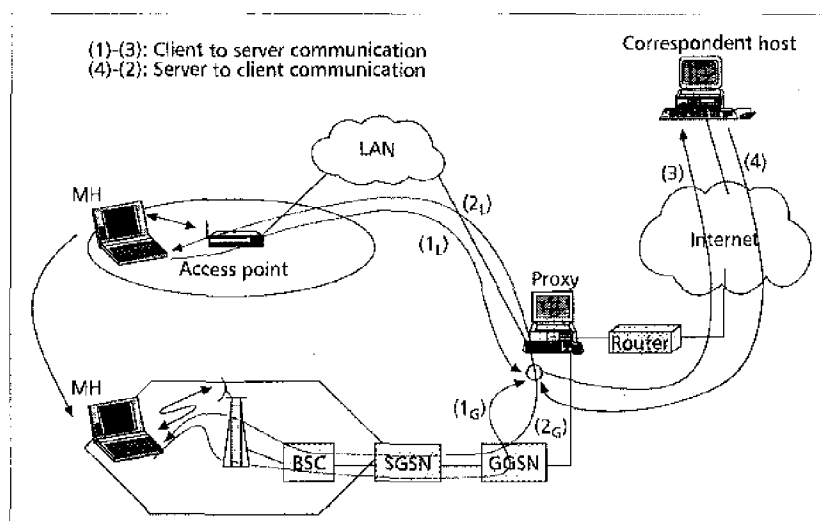 (1)-(3): Client to server communication
(4)-(2): Server to client communication
Correspondent host
LAN
(3)
(4)
MH
(2L)
Internet
(1L)
Access point
Proxy
Router
MH
(1G)
(2G)
BSC
SGSN
GGSN